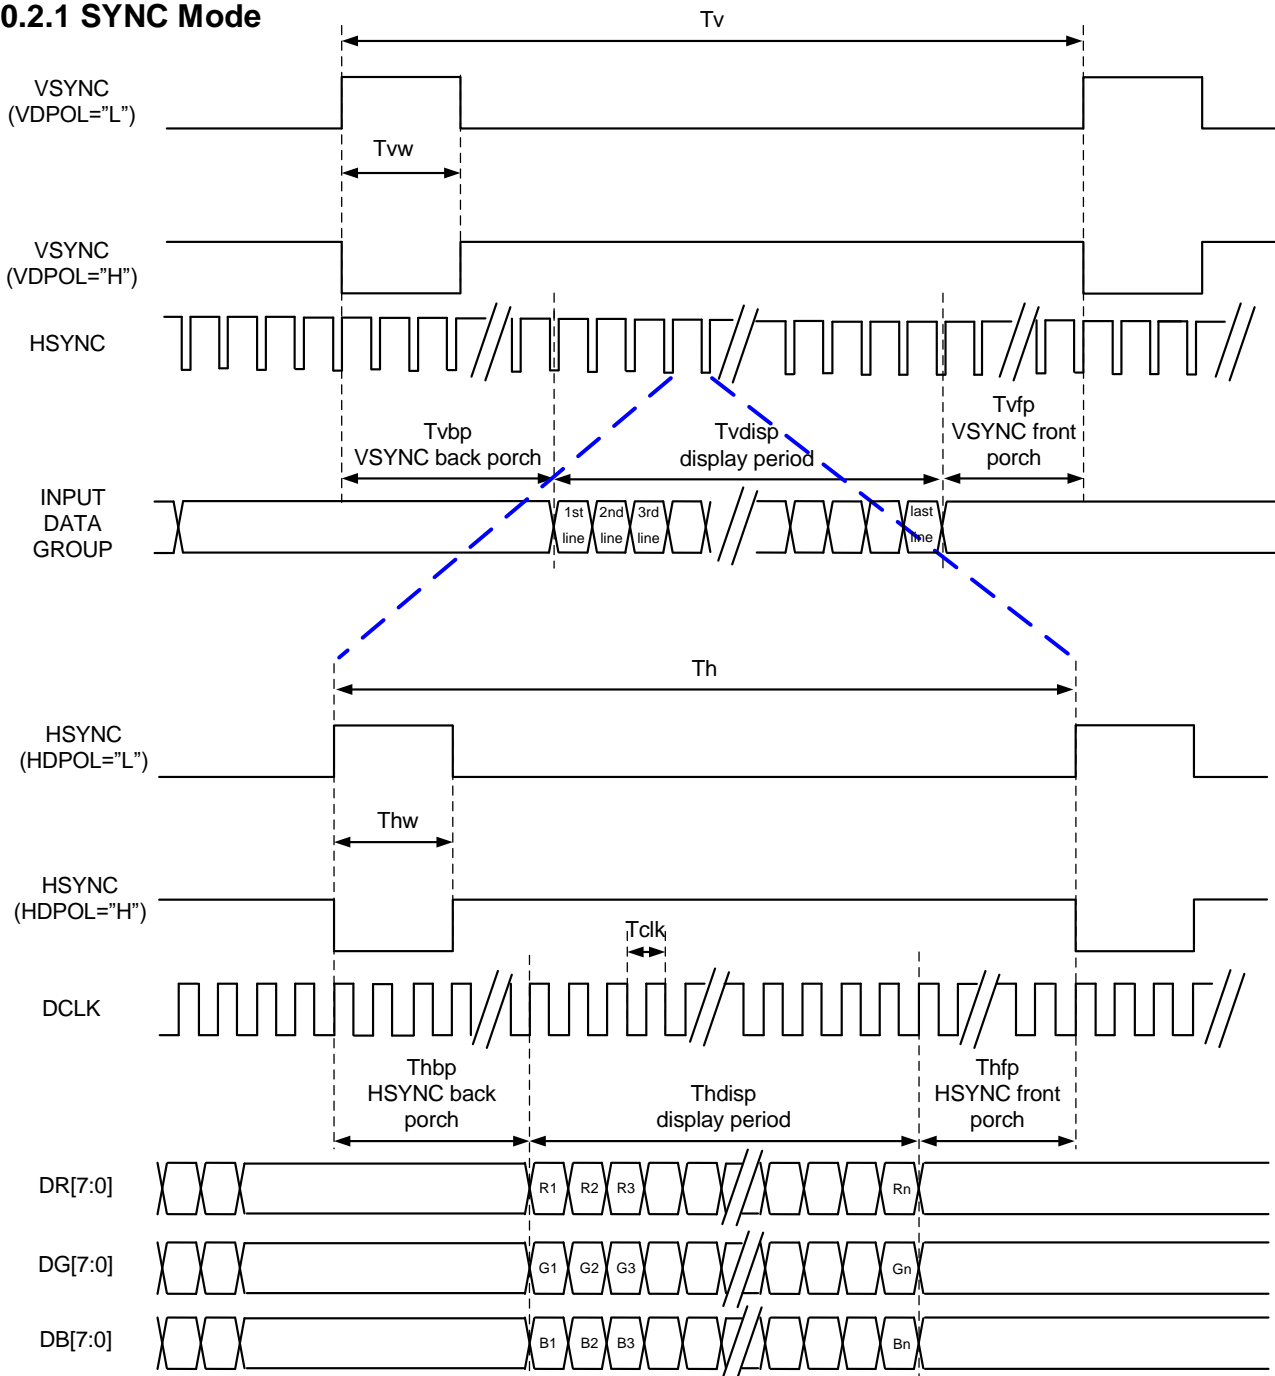 0.2.1 SYNC Mode
Tv
VSYNC
(VDPOL="L")
Tvw
VSYNC
(VDPOL="H")
HSYNC
Tvbp
VSYNC back porch
Tvdisp
display period
Tvfp
VSYNC front
porch
INPUT
DATA
GROUP
1st
line
2nd
line
3rd
line
last
line
Th
HSYNC
(HDPOL="L")
Thw
HSYNC
(HDPOL="H")
Tclk
DCLK
Thbp
HSYNC back
porch
Thdisp
display period
Thfp
HSYNC front
porch
DR[7:0]
R1 R2 R3 Rn
DG[7:0]
G1 G2 G3 Gn
DB[7:0]
B1 B2 B3 Bn